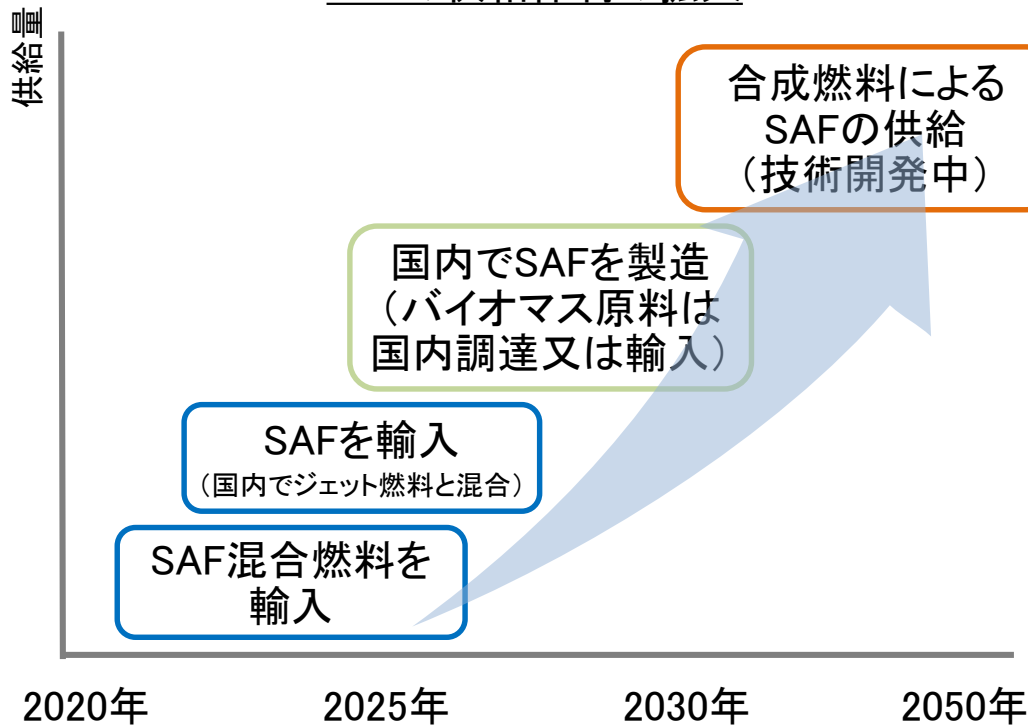 供給量
合成燃料による
SAFの供給
（技術開発中）
国内でSAFを製造
（バイオマス原料は
国内調達又は輸入）
SAFを輸入
（国内でジェット燃料と混合）
SAF混合燃料を
輸入
2020年 2025年 2030年 2050年